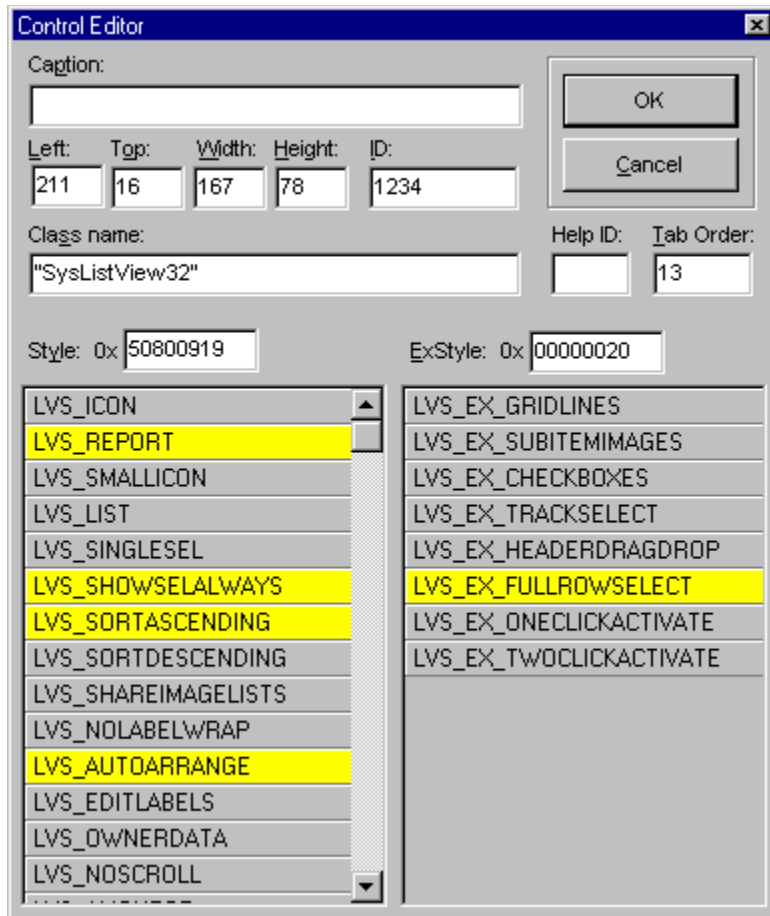 Control Editor
Caption:
OK
Left: Top: Width: Height: ID:
211 16 167 78 1234
Cancel
Class name: Help ID: Tab Order:
"SysListView32" 13
Style: 0x 50800919 ExStyle: 0x 00000020
LVS_ICON
LVS_REPORT
LVS_SMALLICON
LVS_LIST
LVS_SINGLESEL
LVS_SHOWSELALWAYS
LVS_SORTASCENDING
LVS_SORTDESCENDING
LVS_SHAREIMAGELISTS
LVS_NOLABELWRAP
LVS_AUTOARRANGE
LVS_EDITLABELS
LVS_OWNERDATA
LVS_NOSCROLL
LVS_EX_GRIDLINES
LVS_EX_SUBITEMIMAGES
LVS_EX_CHECKBOXES
LVS_EX_TRACKSELECT
LVS_EX_HEADERDRAGDROP
LVS_EX_FULLROWSELECT
LVS_EX_ONECLICKACTIVATE
LVS_EX_TWOCLICKACTIVATE